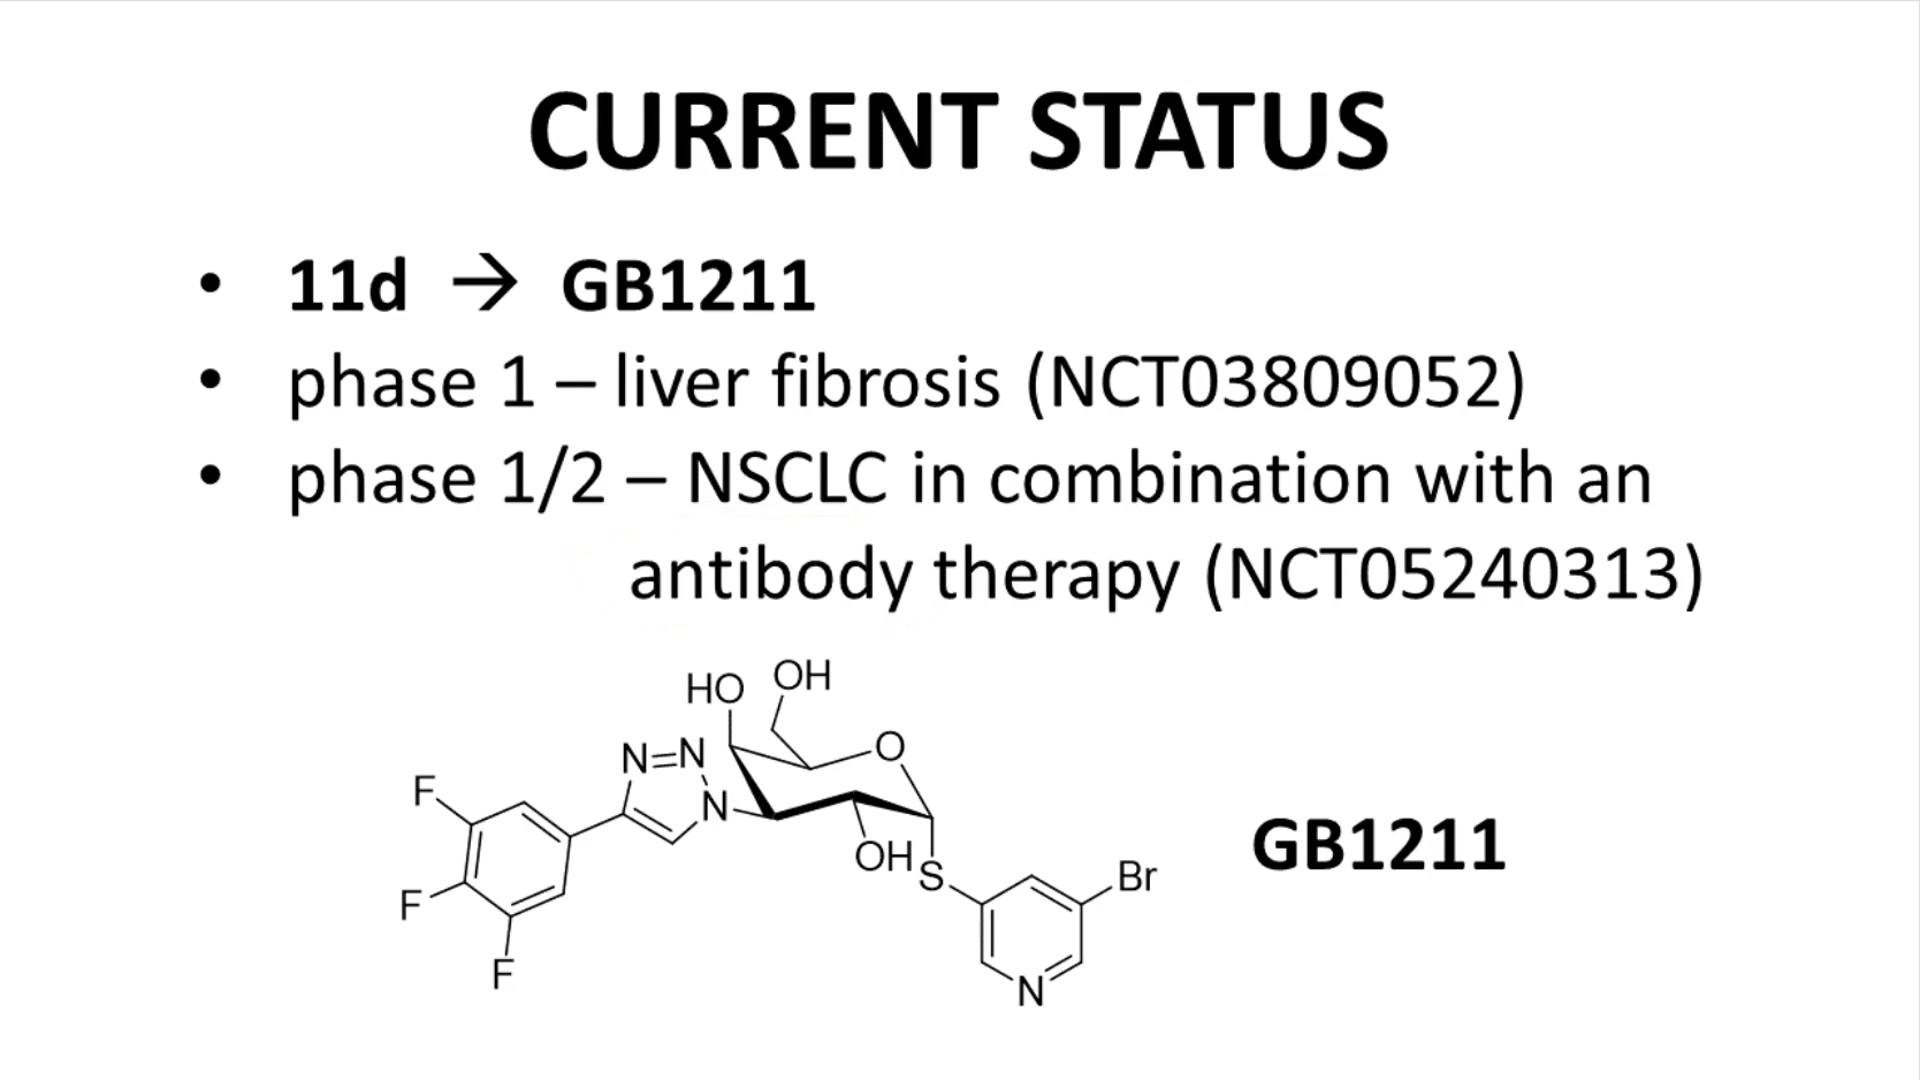 CURRENT STATUS
• 11d → GB1211
• phase 1 – liver fibrosis (NCT03809052)
• phase 1/2 – NSCLC in combination with an
antibody therapy (NCT05240313)
HO OH
N=N O
F N
OH
S Br
F GB1211
F
N